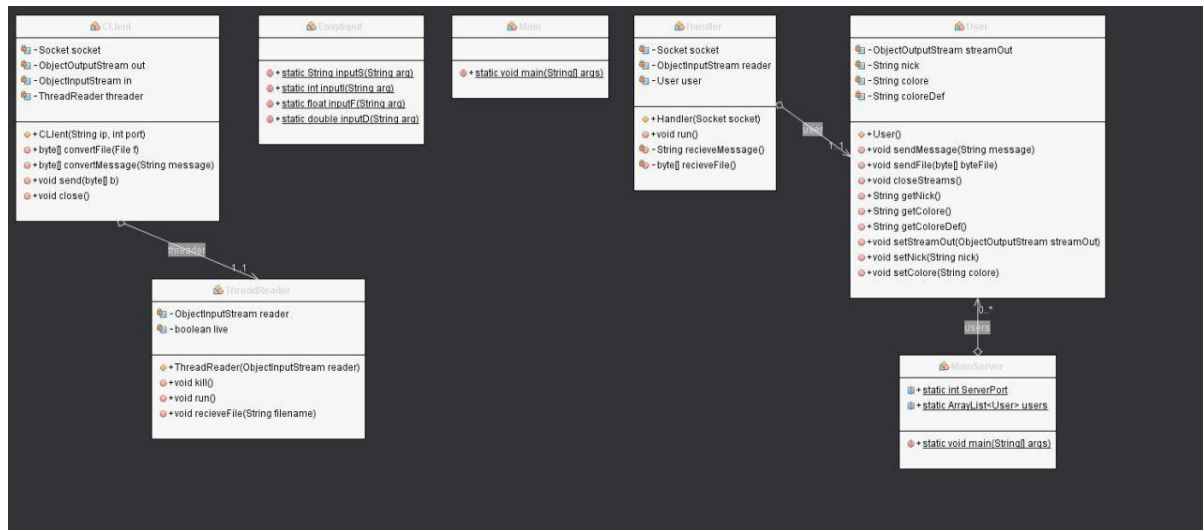 CLIent
- Socket socket
- ObjectOutputStream out
- ObjectInputStream in
- ThreadReader threader
+ CLIent(String ip, int port)
+ byte[] convertFile(File f)
+ byte[] convertMessage(String message)
+ void send(byte[] b)
+ void close()
threader
1..1
ThreadReader
- ObjectInputStream reader
- boolean live
+ ThreadReader(ObjectInputStream reader)
+ void kill()
+ void run()
+ void recieveFile(String filename)
EasyInput
+ static String inputS(String arg)
+ static int inputI(String arg)
+ static float inputF(String arg)
+ static double inputD(String arg)
Main
+ static void main(String[] args)
Handler
- Socket socket
- ObjectInputStream reader
- User user
+ Handler(Socket socket)
+ void run()
- String recieveMessage()
- byte[] recieveFile()
user
1..1
User
- ObjectOutputStream streamOut
- String nick
- String colore
- String coloreDef
+ User()
+ void sendMessage(String message)
+ void sendFile(byte[] byteFile)
+ void closeStreams()
+ String getNick()
+ String getColore()
+ String getColoreDef()
+ void setStreamOut(ObjectOutputStream streamOut)
+ void setNick(String nick)
+ void setColore(String colore)
0..*
users
MainServer
+ static int ServerPort
+ static ArrayList<User> users
+ static void main(String[] args)